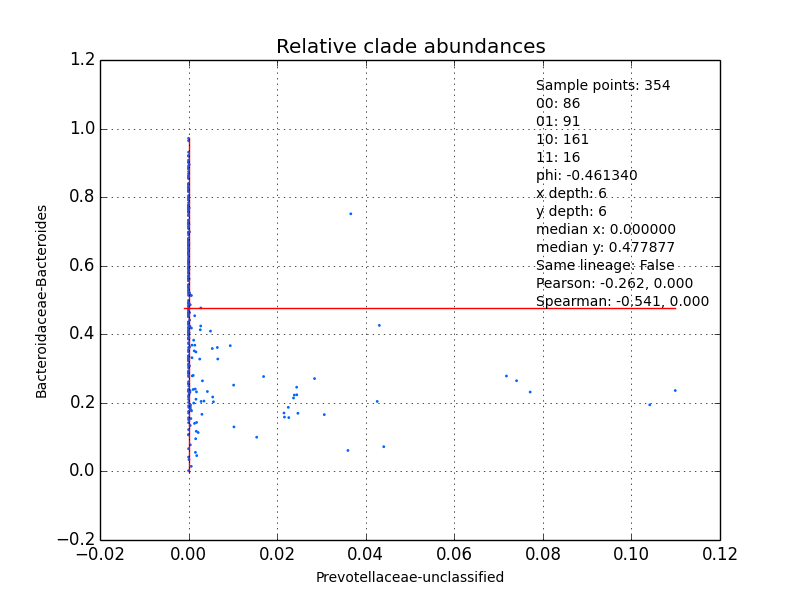 Relative clade abundances
1.2
1.0
0.8
0.6
0.4
0.2
0.0
−0.2
Bacteroidaceae-Bacteroides
Sample points: 354
00: 86
01: 91
10: 161
11: 16
phi: -0.461340
x depth: 6
y depth: 6
median x: 0.000000
median y: 0.477877
Same lineage: False
Pearson: -0.262, 0.000
Spearman: -0.541, 0.000
−0.02 0.00 0.02 0.04 0.06 0.08 0.10 0.12
Prevotellaceae-unclassified